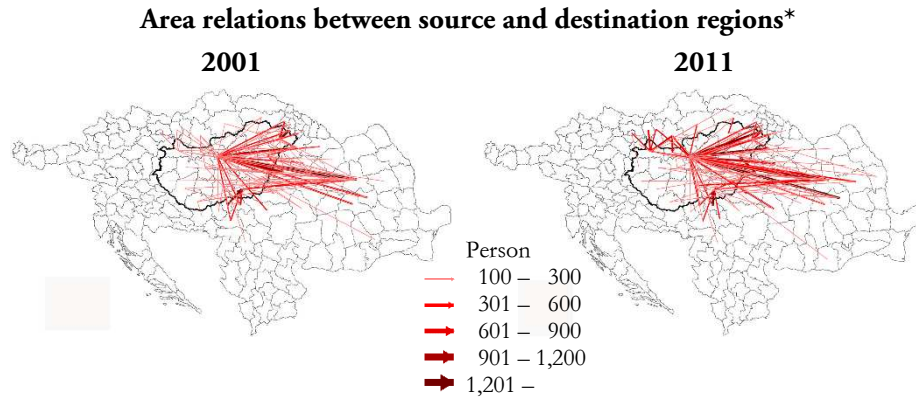 Area relations between source and destination regions*
2001
2011
Person
100 – 300
301 – 600
601 – 900
901 – 1,200
1,201 –